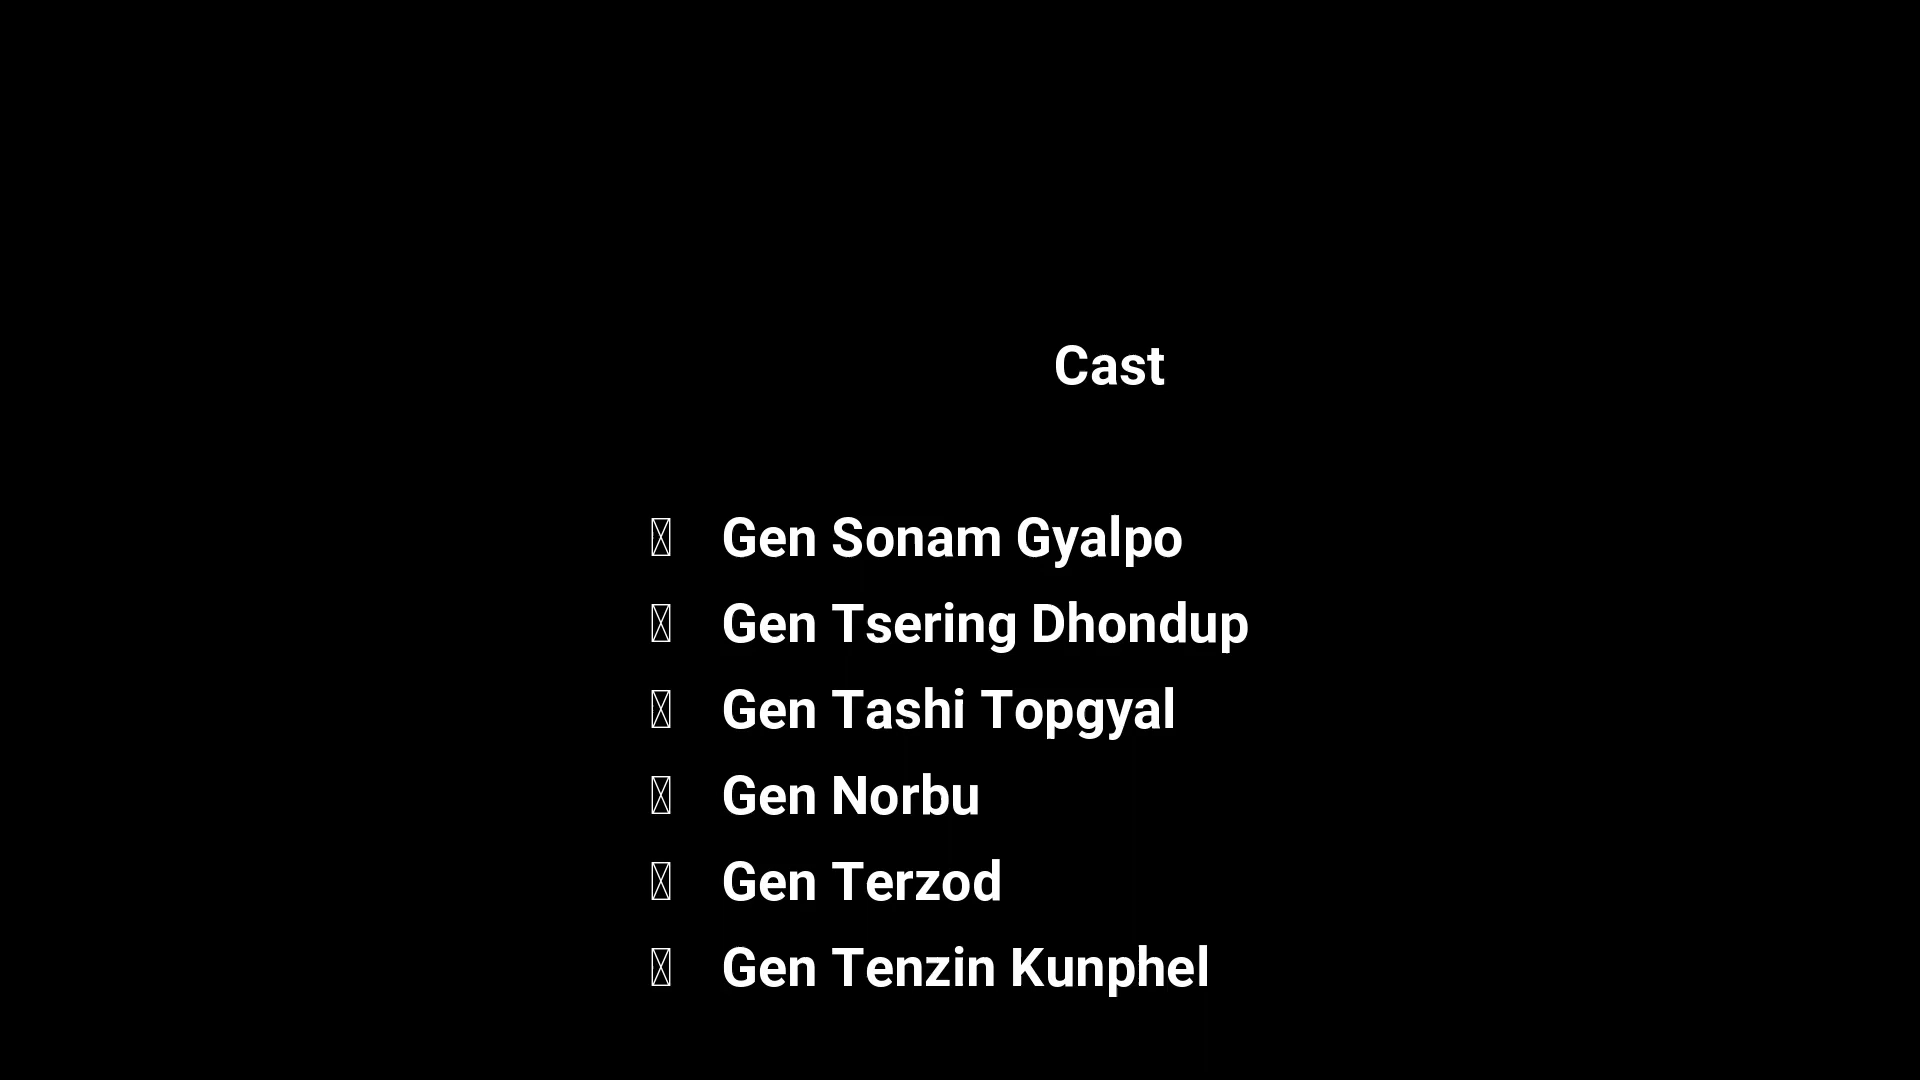 Cast
Gen Sonam Gyalpo
Gen Tsering Dhondup
Gen Tashi Topgyal
Gen Norbu
Gen Terzod
Gen Tenzin Kunphel